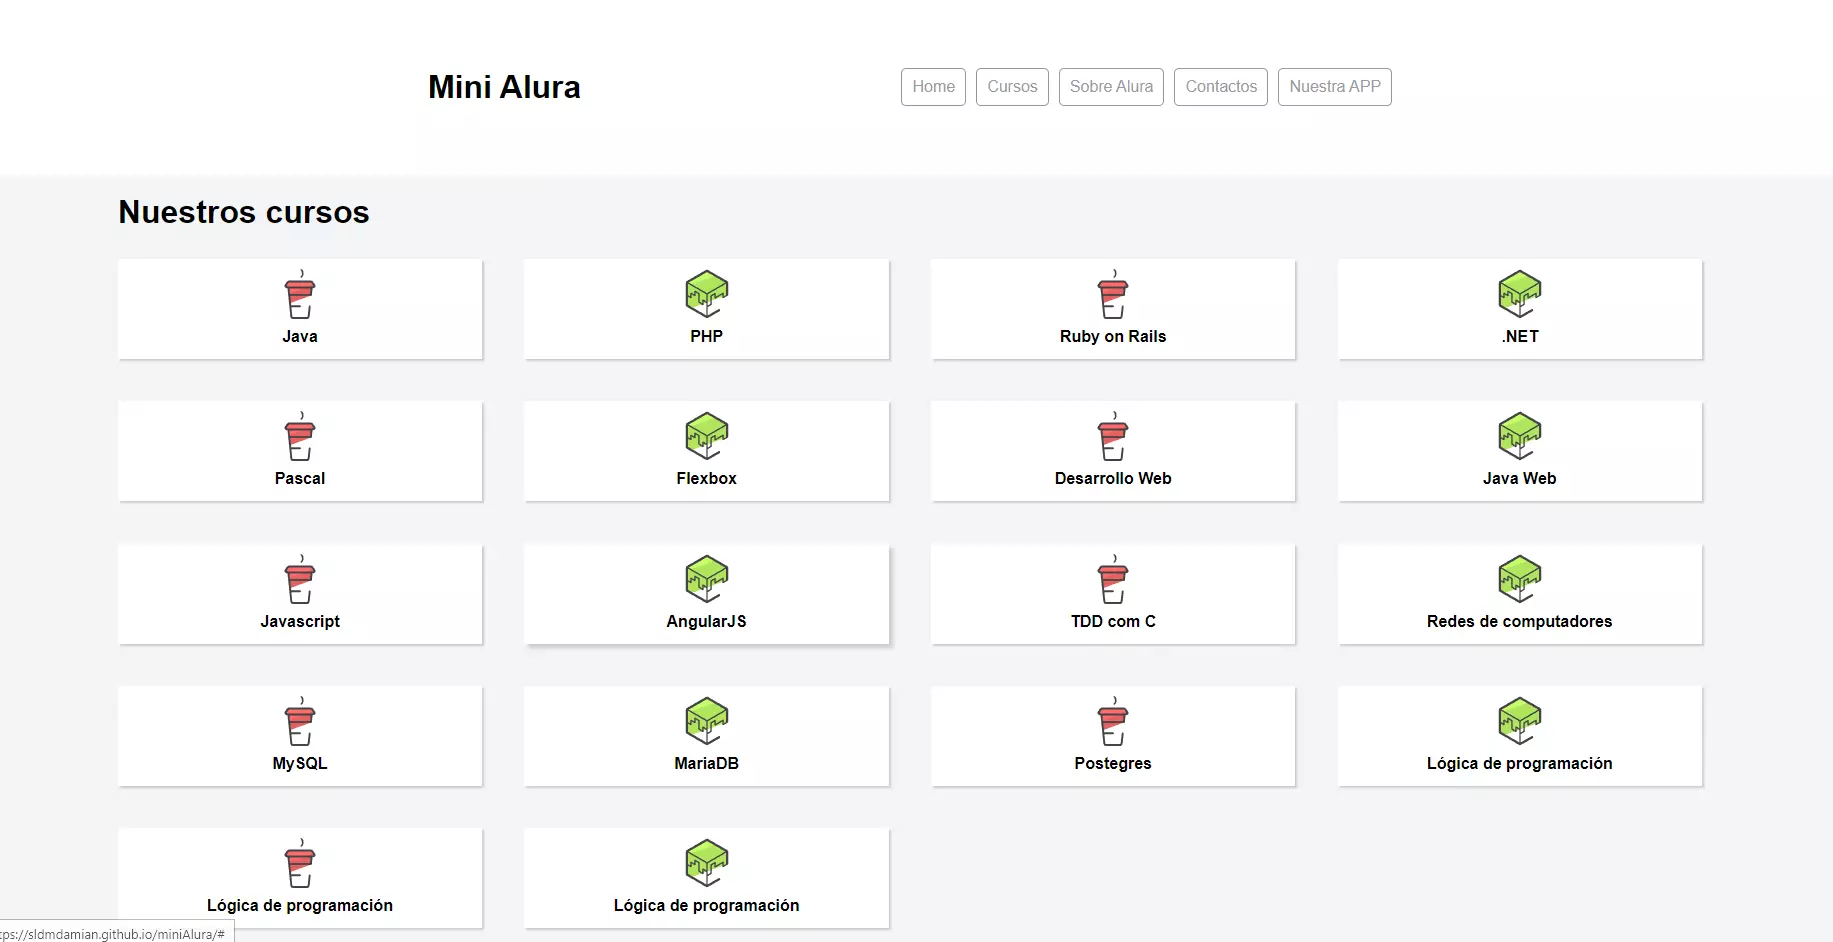 Mini Alura
Home Cursos Sobre Alura Contactos Nuestra APP
Nuestros cursos
Java PHP Ruby on Rails .NET
Pascal Flexbox Desarrollo Web Java Web
Javascript AngularJS TDD com C Redes de computadores
MySQL MariaDB Postegres Lógica de programación
Lógica de programación Lógica de programación
tps://sldmdamian.github.io/miniAlura/#